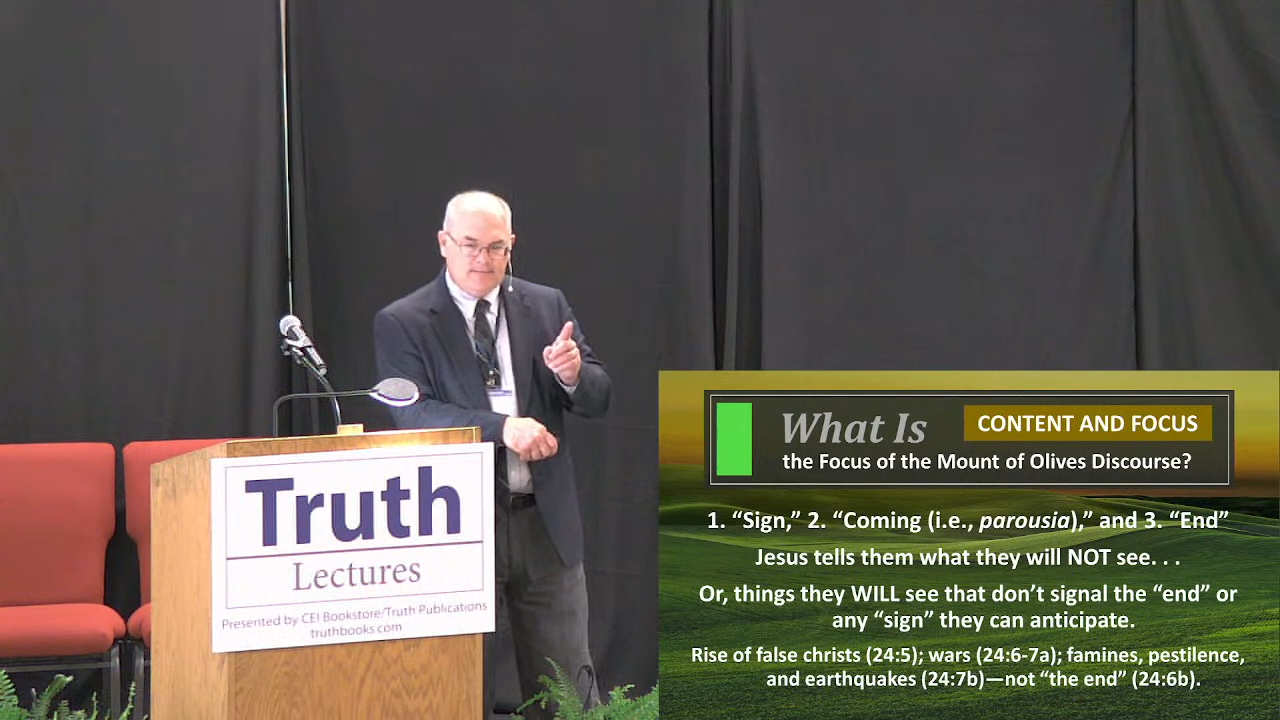 Truth
Lectures
Presented by CEI Bookstore/Truth Publications
truthbooks.com
What Is
CONTENT AND FOCUS
the Focus of the Mount of Olives Discourse?
1. “Sign,” 2. “Coming (i.e., parousia),” and 3. “End”
Jesus tells them what they will NOT see. . .
Or, things they WILL see that don’t signal the “end” or
any “sign” they can anticipate.
Rise of false christs (24:5); wars (24:6-7a); famines, pestilence,
and earthquakes (24:7b)—not “the end” (24:6b).